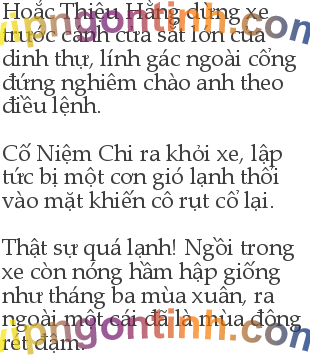 Hoắc Thiệu Hằng dừng xe
trước cánh cửa sắt lớn của
dinh thự, lính gác ngoài cổng
đứng nghiêm chào anh theo
điều lệnh.

Cố Niệm Chi ra khỏi xe, lập
tức bị một cơn gió lạnh thổi
vào mặt khiến cô rụt cổ lại.

Thật sự quá lạnh! Ngồi trong
xe còn nóng hầm hập giống
như tháng ba mùa xuân, ra
ngoài một cái đã là mùa đông
rét đậm.